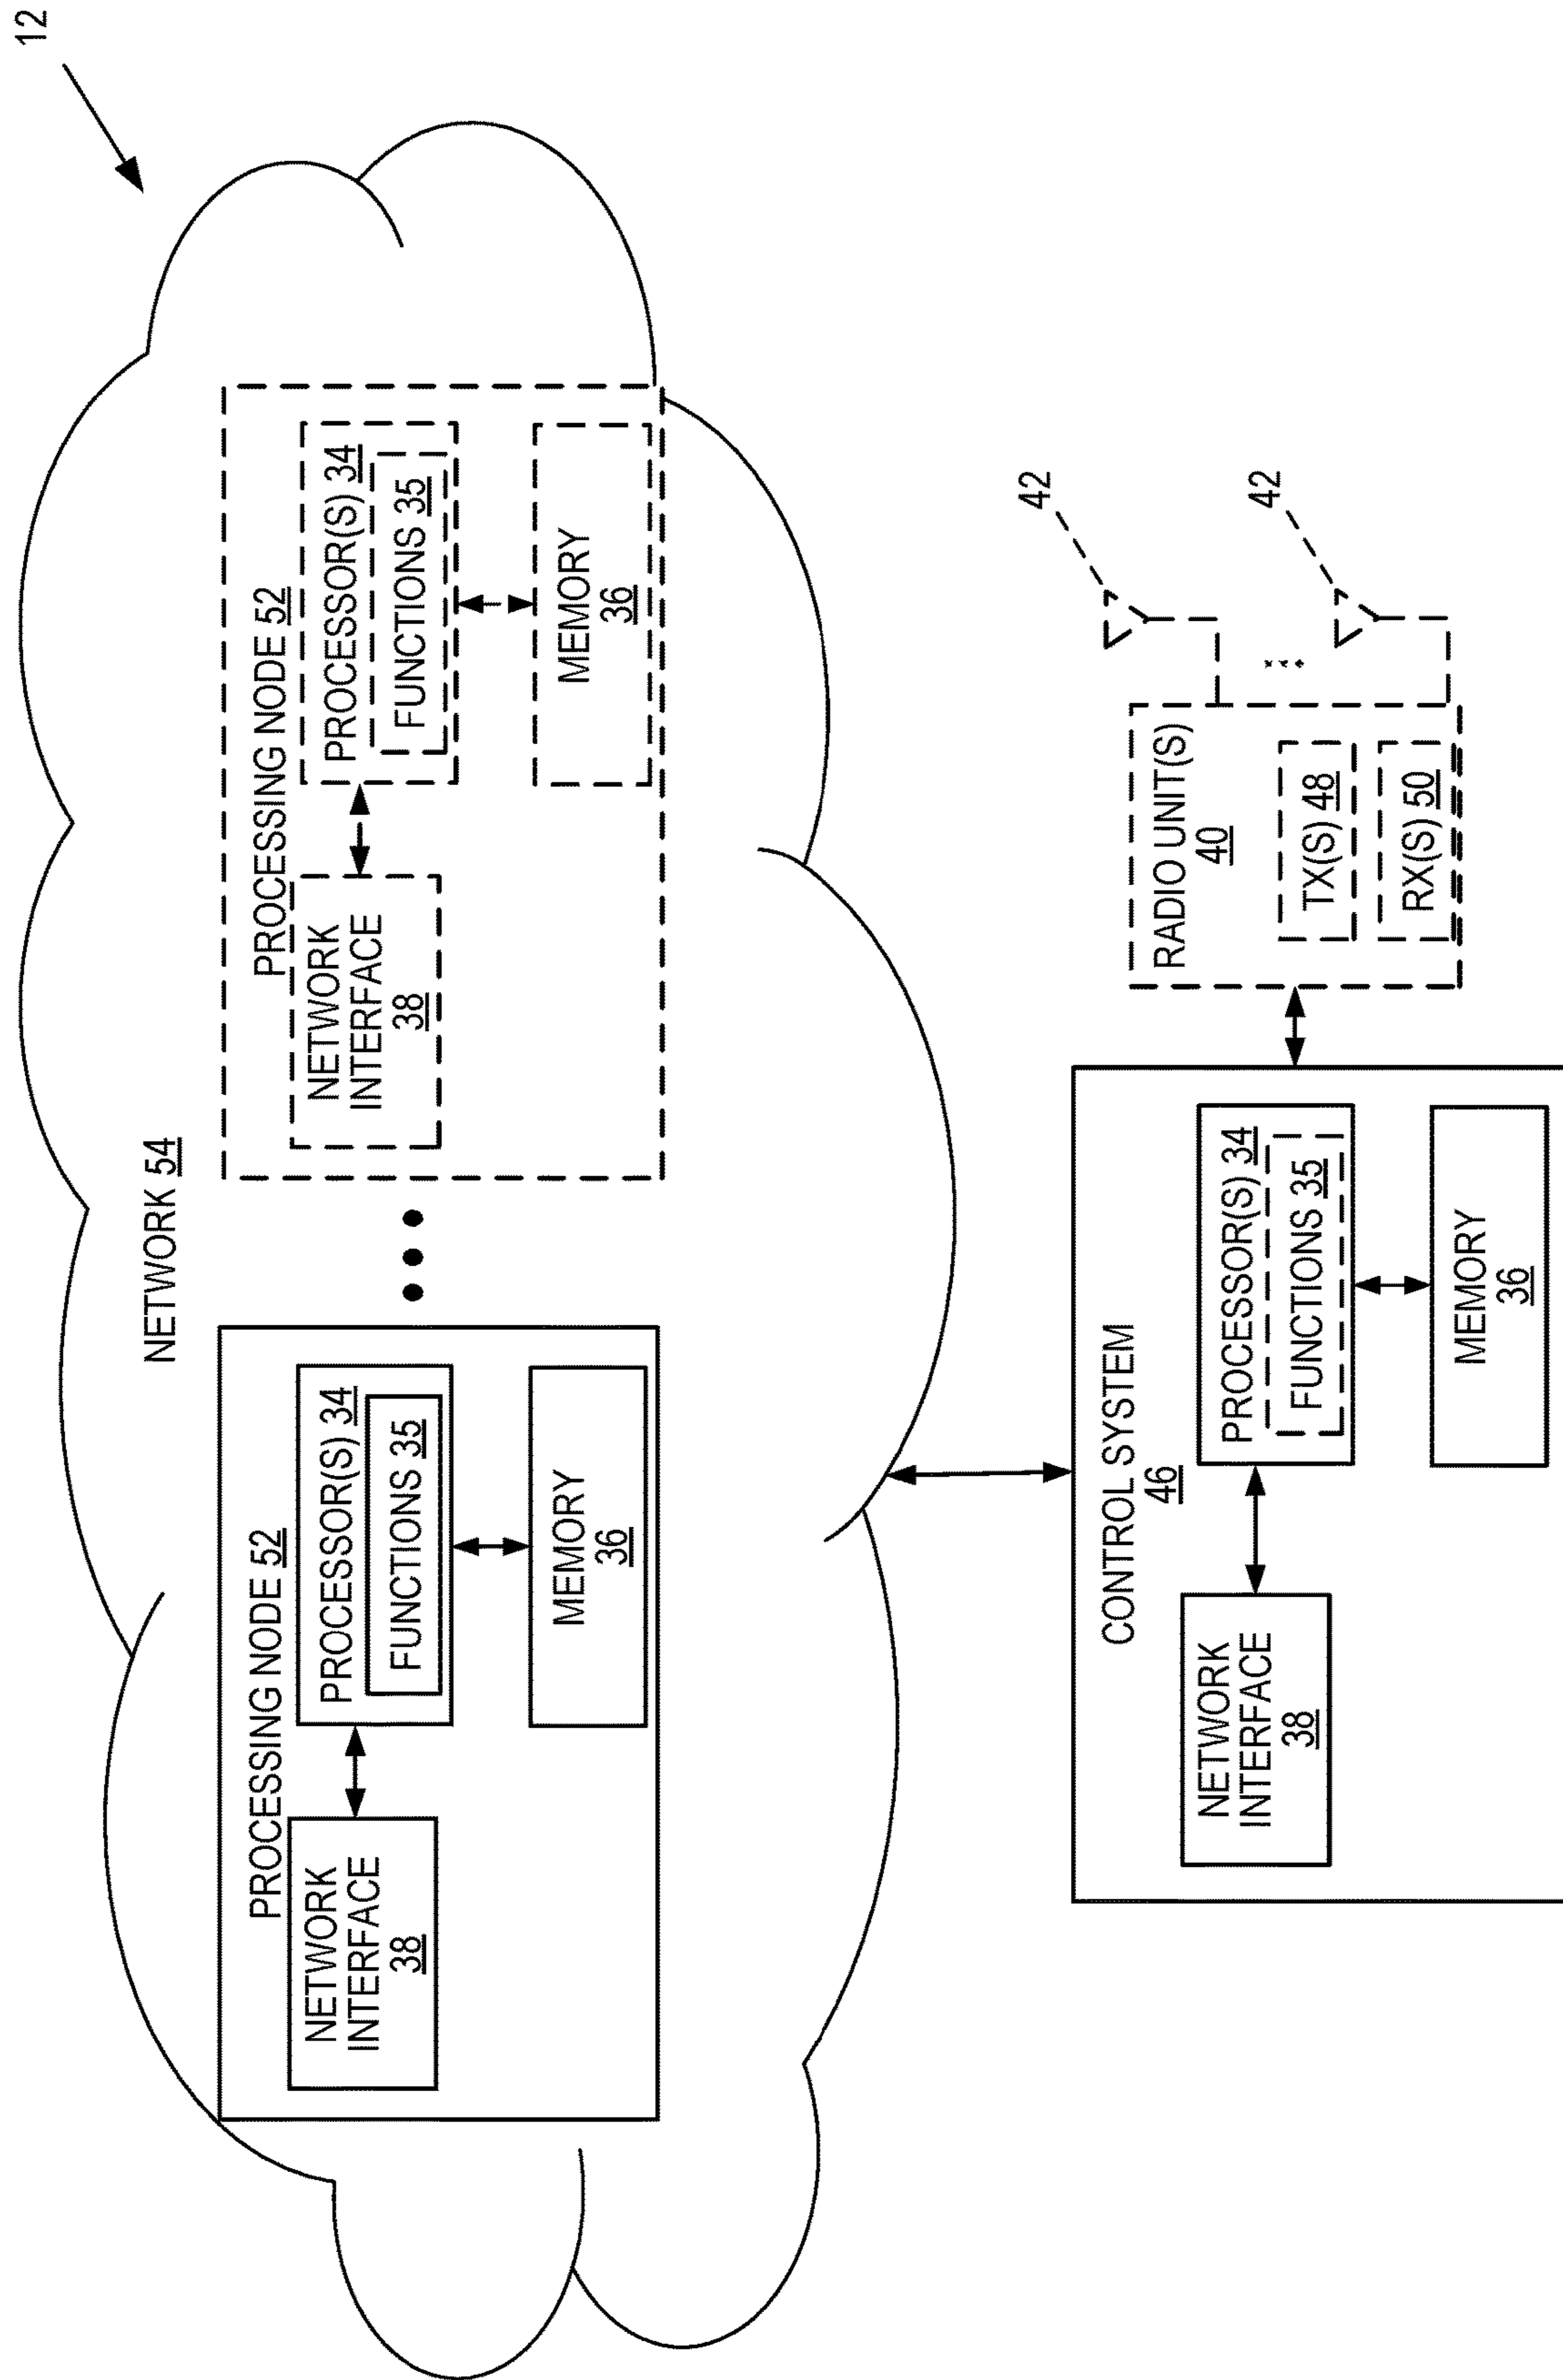 12
NETWORK 54
PROCESSING NODE 52
NETWORK
INTERFACE
38
PROCESSOR(S) 34
FUNCTIONS 35
MEMORY
36
PROCESSING NODE 52
NETWORK
INTERFACE
38
PROCESSOR(S) 34
FUNCTIONS 35
MEMORY
36
CONTROL SYSTEM
46
NETWORK
INTERFACE
38
PROCESSOR(S) 34
FUNCTIONS 35
MEMORY
36
RADIO UNIT(S)
40
TX(S) 48
RX(S) 50
42
42